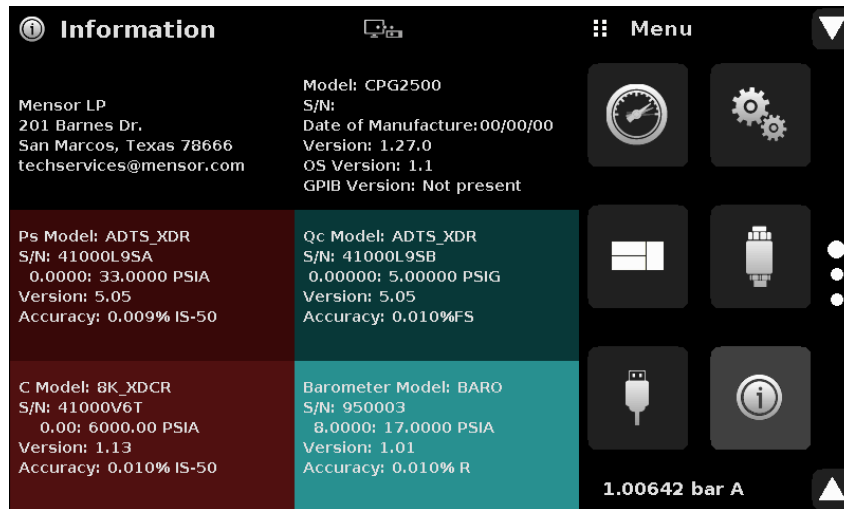 Information
Mensor LP
201 Barnes Dr.
San Marcos, Texas 78666
techservices@mensor.com
Model: CPG2500
S/N:
Date of Manufacture:00/00/00
Version: 1.27.0
OS Version: 1.1
GPIB Version: Not present
Ps Model: ADTS_XDR
S/N: 41000L9SA
0.0000: 33.0000 PSIA
Version: 5.05
Accuracy: 0.009% IS-50
Qc Model: ADTS_XDR
S/N: 41000L9SB
0.00000: 5.00000 PSIG
Version: 5.05
Accuracy: 0.010%FS
C Model: 8K_XDCR
S/N: 41000V6T
0.00: 6000.00 PSIA
Version: 1.13
Accuracy: 0.010% IS-50
Barometer Model: BARO
S/N: 950003
8.0000: 17.0000 PSIA
Version: 1.01
Accuracy: 0.010% R
Menu
1.00642 bar A